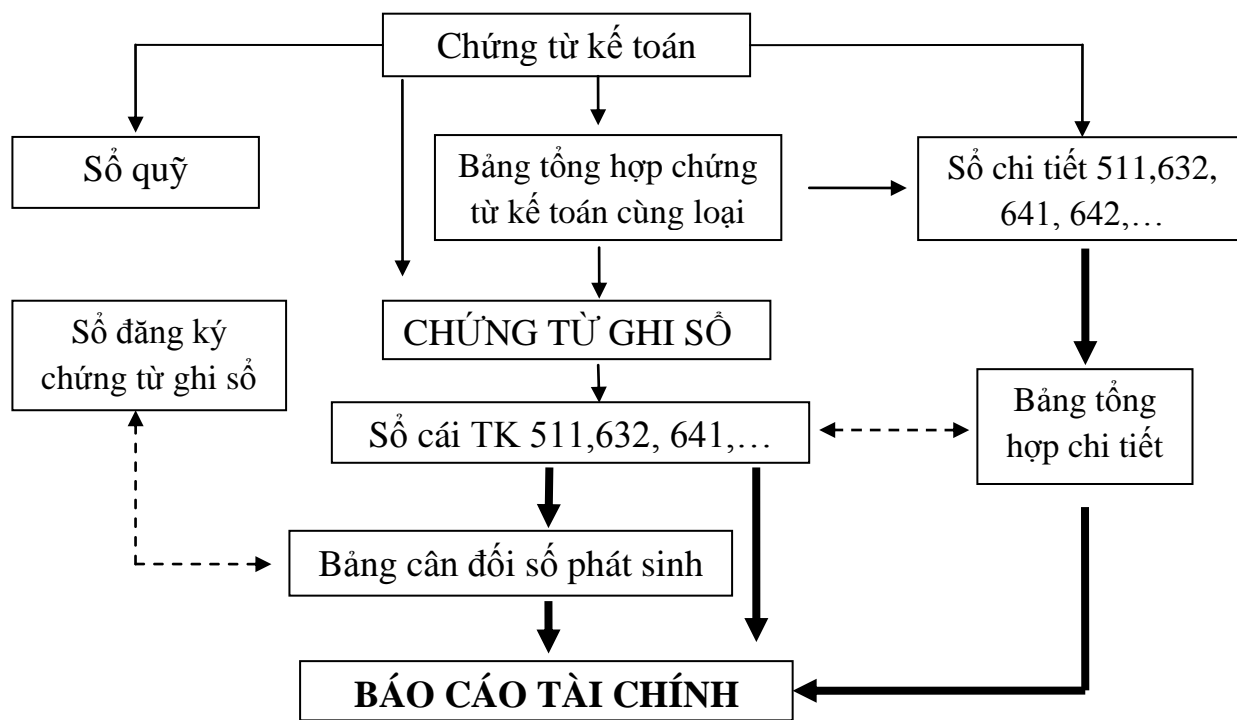 Chứng từ kế toán
Sổ quỹ
Bảng tổng hợp chứng
từ kế toán cùng loại
Sổ chi tiết 511,632,
641, 642,…
Sổ đăng ký
chứng từ ghi sổ
CHỨNG TỪ GHI SỔ
Bảng tổng
hợp chi tiết
Sổ cái TK 511,632, 641,…
Bảng cân đối số phát sinh
BÁO CÁO TÀI CHÍNH